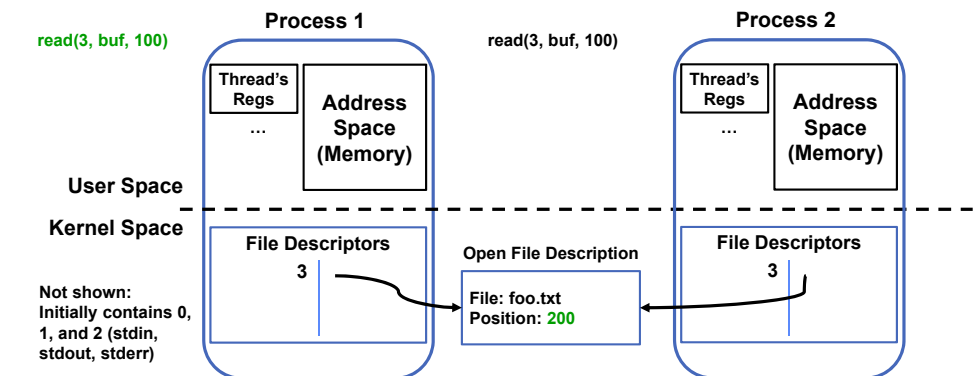 Process 1
Process 2
read(3, buf, 100)
read(3, buf, 100)
Thread's
Regs
...
Address
Space
(Memory)
Thread's
Regs
...
Address
Space
(Memory)
User Space
Kernel Space
File Descriptors
3
Open File Description
File: foo.txt
Position: 200
File Descriptors
3
Not shown:
Initially contains 0,
1, and 2 (stdin,
stdout, stderr)